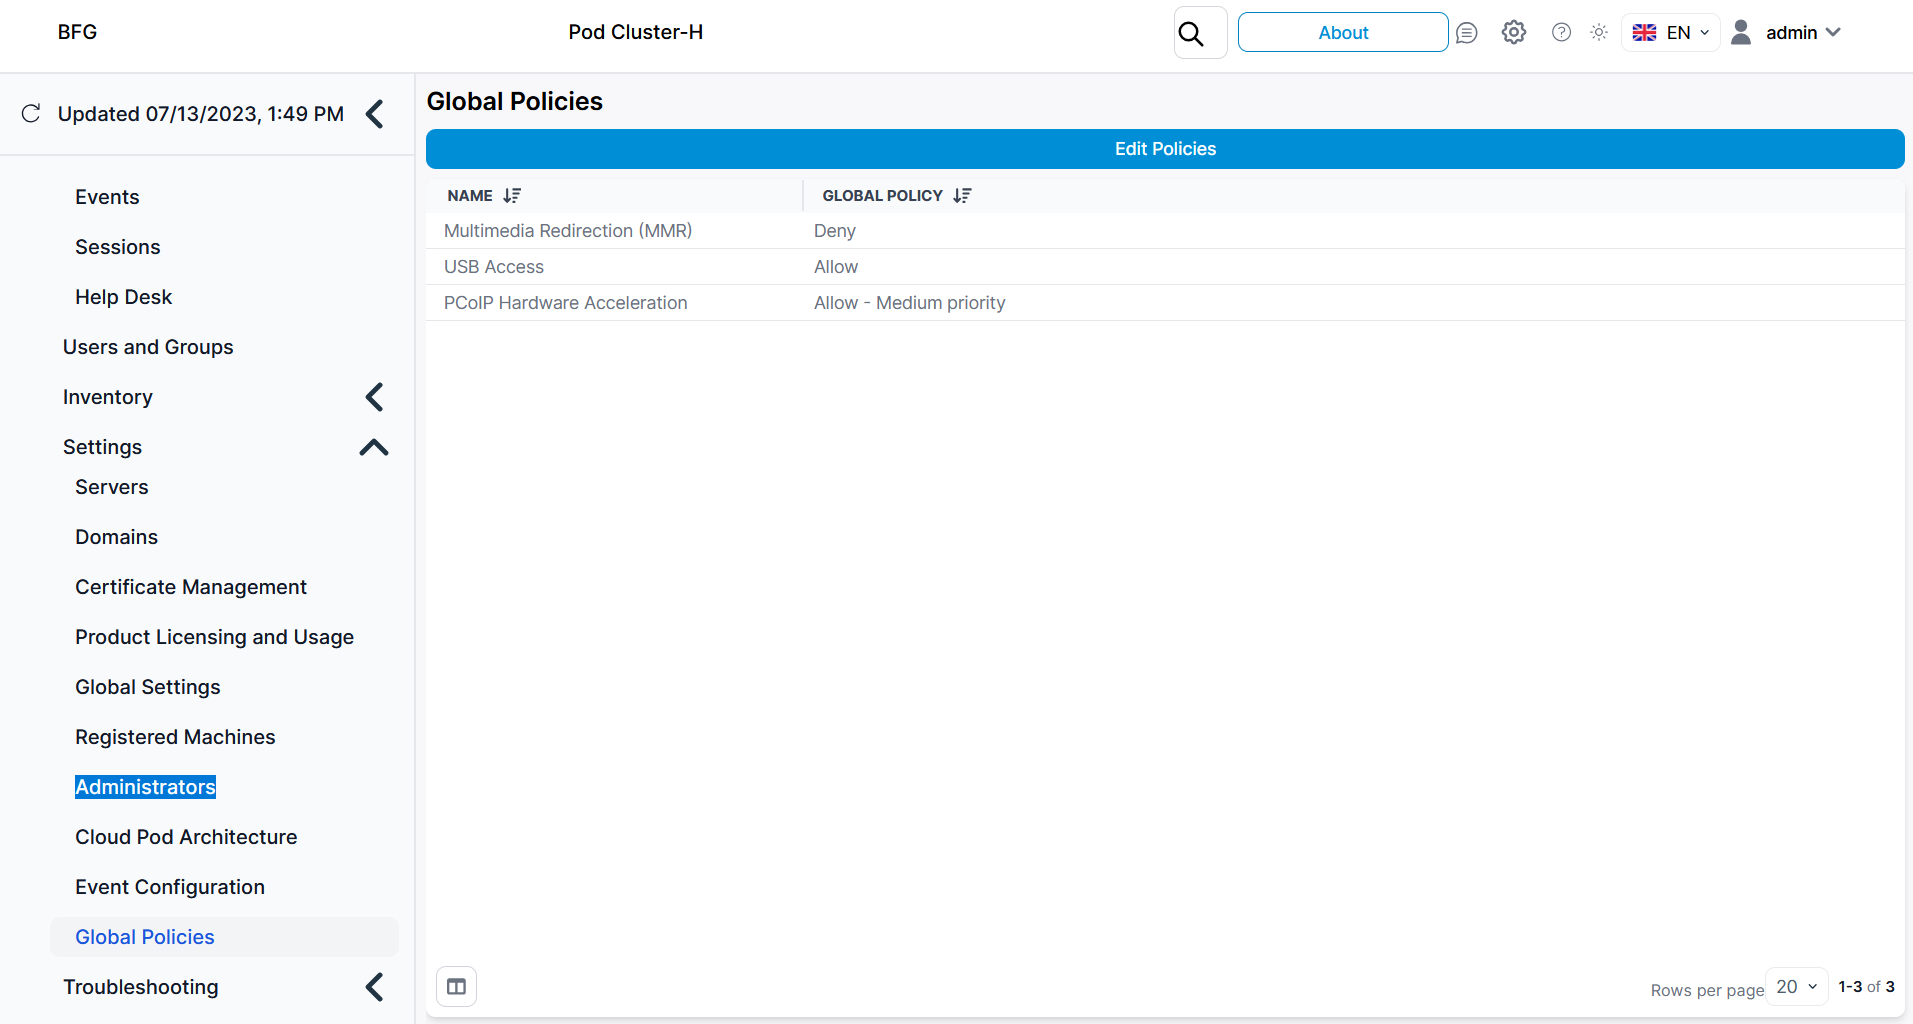 BFG
Pod Cluster-H
About
EN
admin
Updated 07/13/2023, 1:49 PM
Events
Sessions
Help Desk
Users and Groups
Inventory
Settings
Servers
Domains
Certificate Management
Product Licensing and Usage
Global Settings
Registered Machines
Administrators
Cloud Pod Architecture
Event Configuration
Global Policies
Troubleshooting
Global Policies
Edit Policies
NAME GLOBAL POLICY
Multimedia Redirection (MMR) Deny
USB Access Allow
PCoIP Hardware Acceleration Allow - Medium priority
Rows per page 20 1-3 of 3